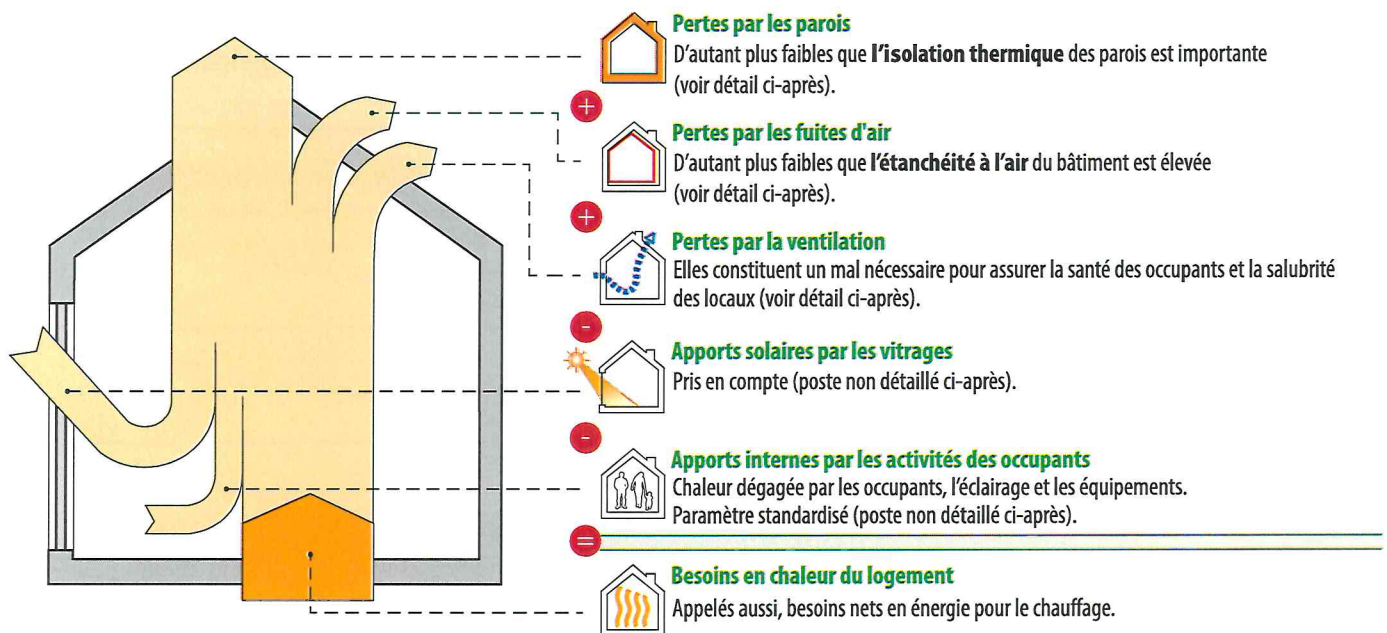 Pertes par les parois
D'autant plus faibles que l'isolation thermique des parois est importante
(voir détail ci-après).
+
Pertes par les fuites d'air
D'autant plus faibles que l'étanchéité à l'air du bâtiment est élevée
(voir détail ci-après).
+
Pertes par la ventilation
Elles constituent un mal nécessaire pour assurer la santé des occupants et la salubrité
des locaux (voir détail ci-après).
-
Apports solaires par les vitrages
Pris en compte (poste non détaillé ci-après).
-
Apports internes par les activités des occupants
Chaleur dégagée par les occupants, l'éclairage et les équipements.
Paramètre standardisé (poste non détaillé ci-après).
=
Besoins en chaleur du logement
Appelés aussi, besoins nets en énergie pour le chauffage.